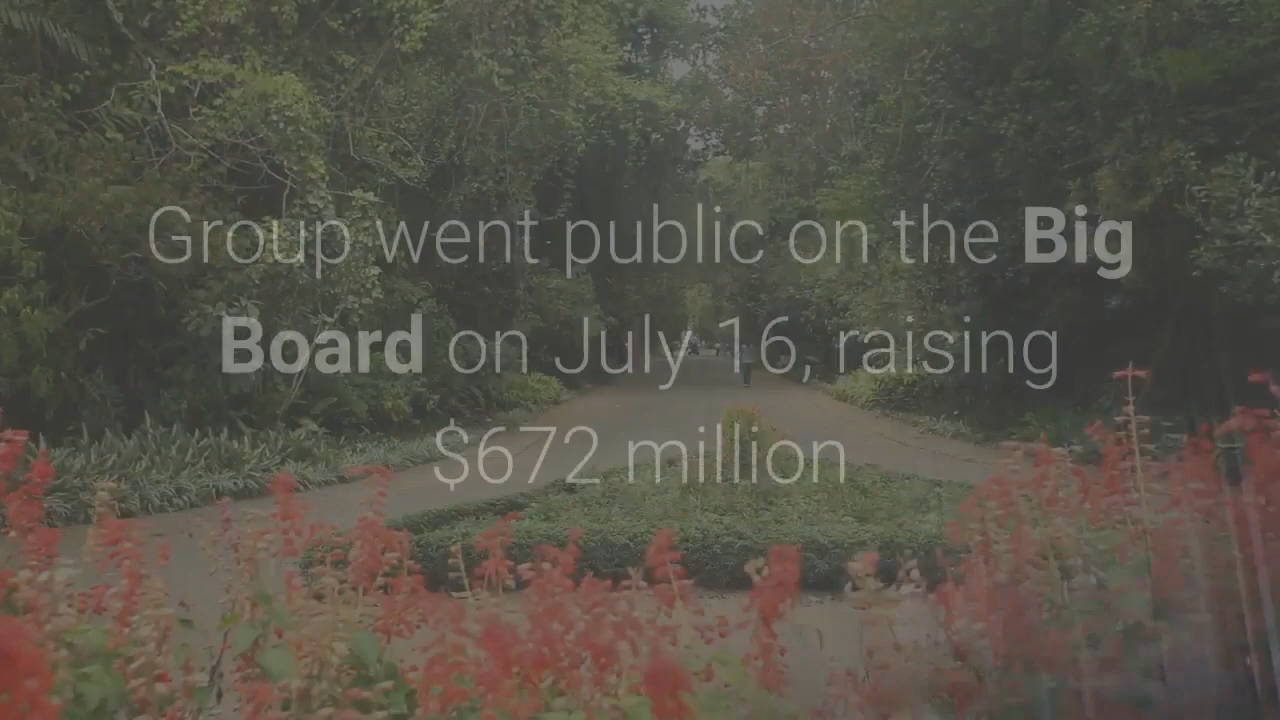 Group went public on the Big
Board on July 16, raising
$672 million